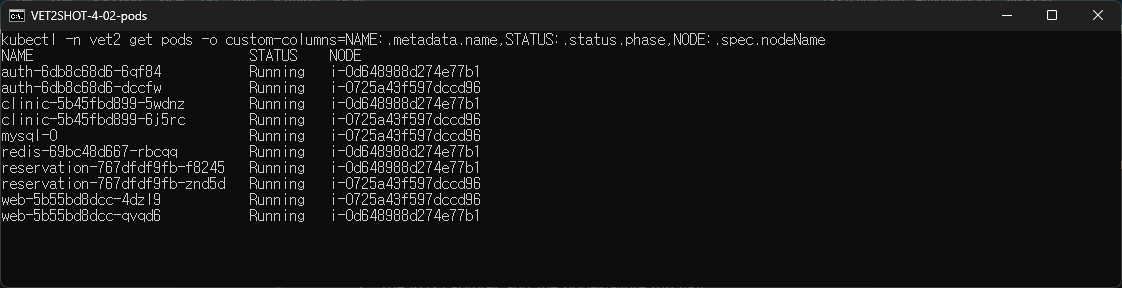 VET2SHOT-4-02-pods
kubectl -n vet2 get pods -o custom-columns=NAME:.metadata.name,STATUS:.status.phase,NODE:.spec.nodeName
NAME STATUS NODE
auth-6db8c68d6-6qf84 Running i-0d648988d274e77b1
auth-6db8c68d6-dccfw Running i-0725a43f597dccd96
clinic-5b45fbd899-5wdnz Running i-0d648988d274e77b1
clinic-5b45fbd899-6j5rc Running i-0725a43f597dccd96
mysql-0 Running i-0725a43f597dccd96
redis-69bc48d667-rbcqq Running i-0d648988d274e77b1
reservation-767dfdf9fb-f8245 Running i-0d648988d274e77b1
reservation-767dfdf9fb-znd5d Running i-0725a43f597dccd96
web-5b55bd8dcc-4dzl9 Running i-0725a43f597dccd96
web-5b55bd8dcc-qvqd6 Running i-0d648988d274e77b1